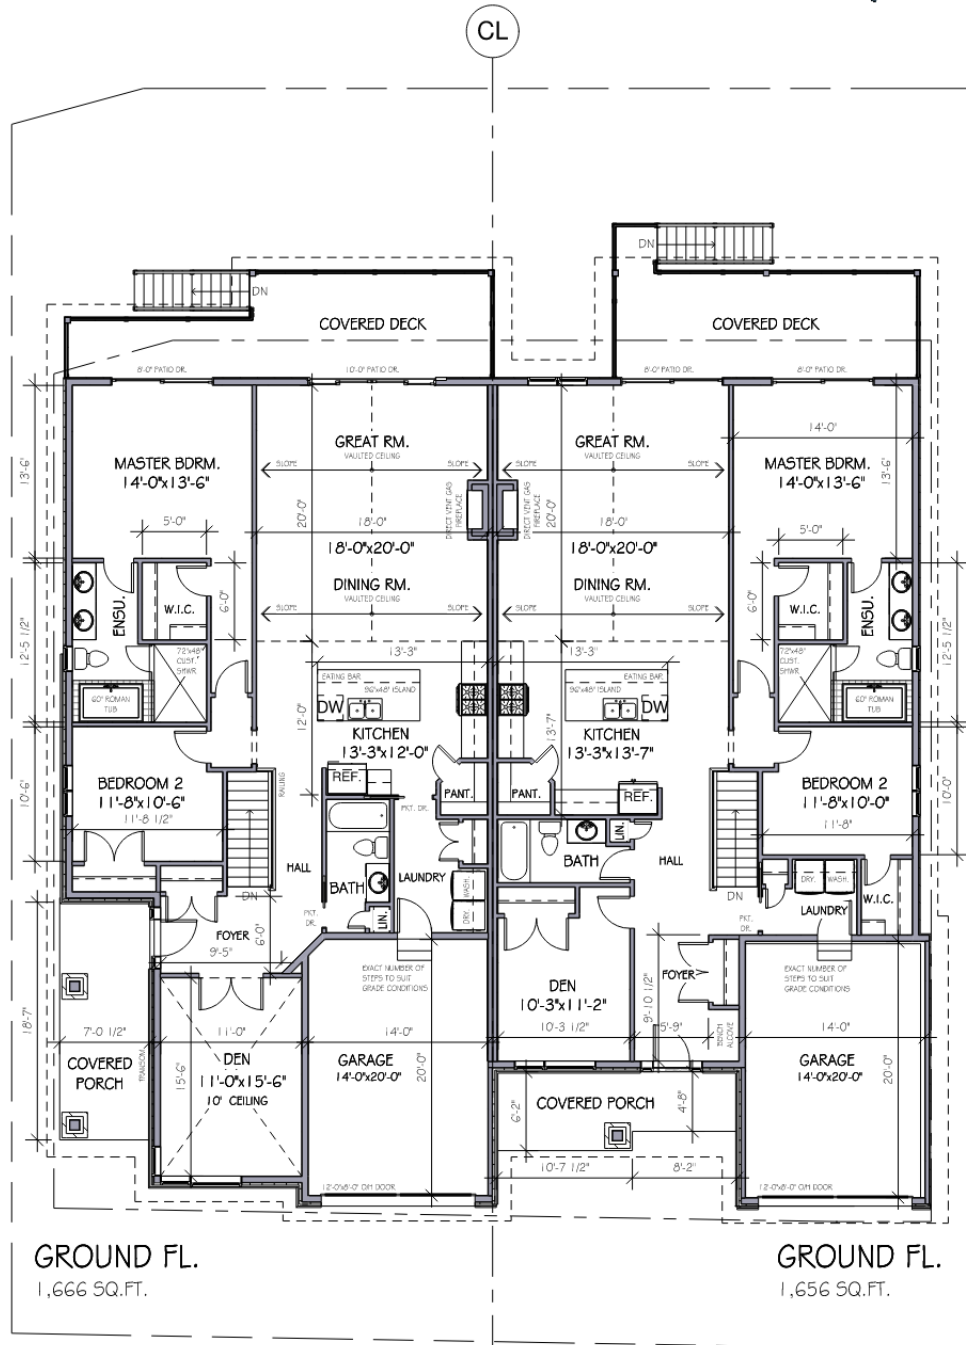 CL
DN
DN
COVERED DECK
COVERED DECK
8'-0" PATIO DR.
10'-0" PATIO DR.
8'-0" PATIO DR.
8'-0" PATIO DR.
14'-0"
GREAT RM.
VAULTED CEILING
GREAT RM.
VAULTED CEILING
MASTER BDRM.
14'-0"x13'-6"
MASTER BDRM.
14'-0"x13'-6"
SLOPE
SLOPE
SLOPE
SLOPE
13'-6"
13'-6"
DIRECT VENT GAS
FIREPLACE
DIRECT VENT GAS
FIREPLACE
20'-0"
20'-0"
5'-0"
18'-0"
18'-0"
5'-0"
18'-0"x20'-0"
18'-0"x20'-0"
DINING RM.
VAULTED CEILING
DINING RM.
VAULTED CEILING
ENSU.
W.I.C.
6'-0"
SLOPE
SLOPE
SLOPE
SLOPE
6'-0"
W.I.C.
ENSU.
12'-5 1/2"
12'-5 1/2"
72"x48"
CUST.
SHWR
72"x48"
CUST.
SHWR
13'-3"
13'-3"
EATING BAR
96"x48" ISLAND
EATING BAR
96"x48" ISLAND
60" ROMAN
TUB
60" ROMAN
TUB
DW
DW
12'-0"
13'-7"
KITCHEN
13'-3"x12'-0"
KITCHEN
13'-3"x13'-7"
REF.
PANT.
PANT.
REF.
RAILING
PKT. DR.
BEDROOM 2
11'-8"x10'-6"
11'-8 1/2"
BEDROOM 2
11'-8"x10'-0"
11'-8"
10'-6"
10'-0"
LIN.
HALL
BATH
LAUNDRY
WASH.
DRY.
BATH
HALL
DRY.
WASH.
W.I.C.
LAUNDRY
DN
DN
PKT.
DR.
LIN.
PKT.
DR.
FOYER
9'-5"
6'-0"
EXACT NUMBER OF
STEPS TO SUIT
GRADE CONDITIONS
DEN
10'-3"x11'-2"
10'-3 1/2"
FOYER
9'-10 1/2"
5'-9"
BENCH
ALCOVE
EXACT NUMBER OF
STEPS TO SUIT
GRADE CONDITIONS
18'-7"
7'-0 1/2"
11'-0"
14'-0"
14'-0"
COVERED
PORCH
TRANSOM
15'-6"
DEN
11'-0"x15'-6"
10' CEILING
GARAGE
14'-0"x20'-0"
20'-0"
GARAGE
14'-0"x20'-0"
20'-0"
COVERED PORCH
6'-2"
4'-8"
10'-7 1/2"
8'-2"
12'-0"x8'-0" O/H DOOR
12'-0"x8'-0" O/H DOOR
GROUND FL.
1,666 SQ.FT.
GROUND FL.
1,656 SQ.FT.